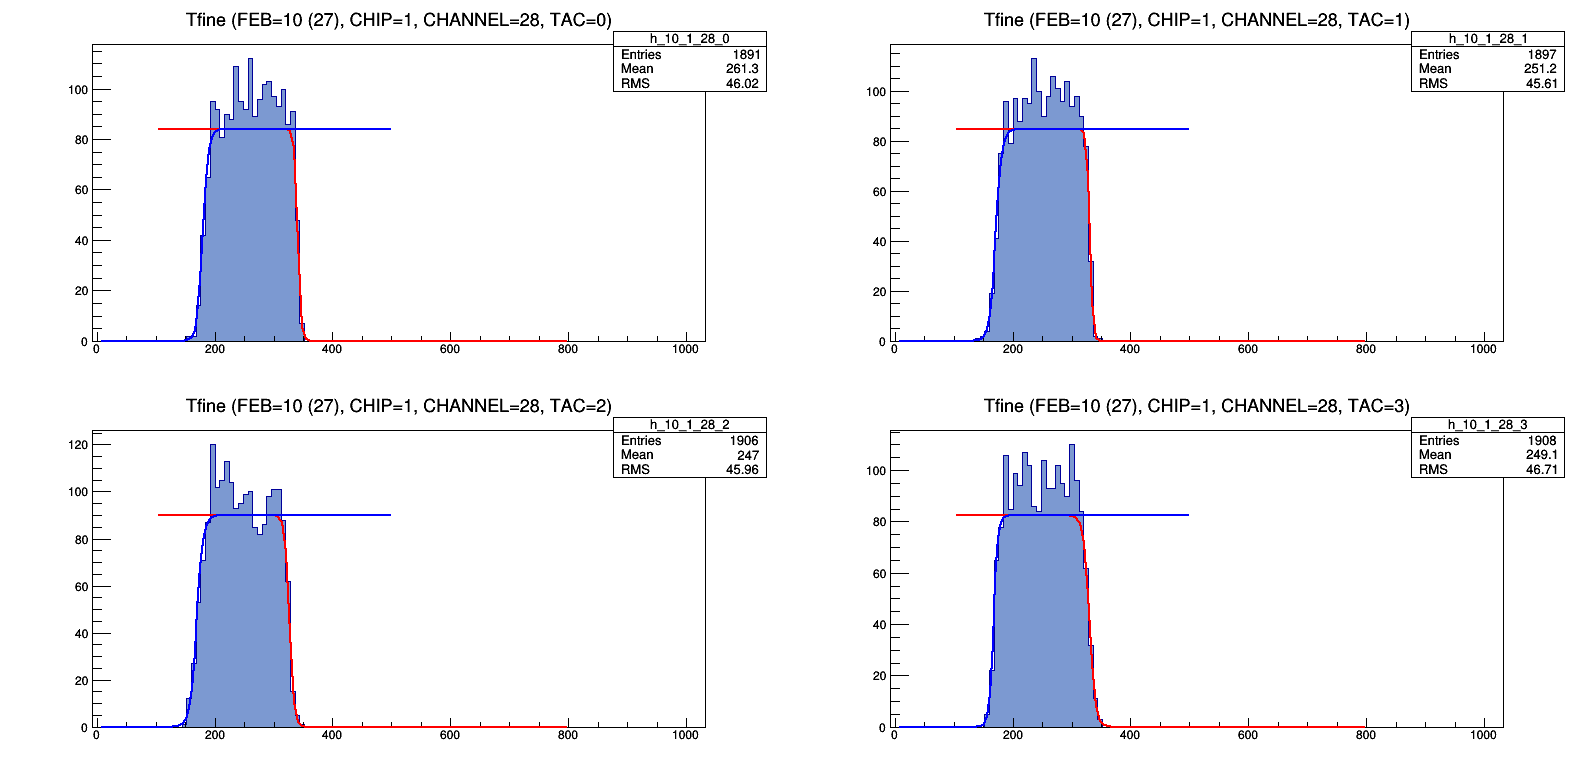 Tfine (FEB=10 (27), CHIP=1, CHANNEL=28, TAC=0)
h_10_1_28_0
Entries 1891
Mean 261.3
RMS 46.02
100
80
60
40
20
0
0 200 400 600 800 1000
Tfine (FEB=10 (27), CHIP=1, CHANNEL=28, TAC=1)
h_10_1_28_1
Entries 1897
Mean 251.2
RMS 45.61
100
80
60
40
20
0
0 200 400 600 800 1000
Tfine (FEB=10 (27), CHIP=1, CHANNEL=28, TAC=2)
h_10_1_28_2
Entries 1906
Mean 247
RMS 45.96
120
100
80
60
40
20
0
0 200 400 600 800 1000
Tfine (FEB=10 (27), CHIP=1, CHANNEL=28, TAC=3)
h_10_1_28_3
Entries 1908
Mean 249.1
RMS 46.71
100
80
60
40
20
0
0 200 400 600 800 1000